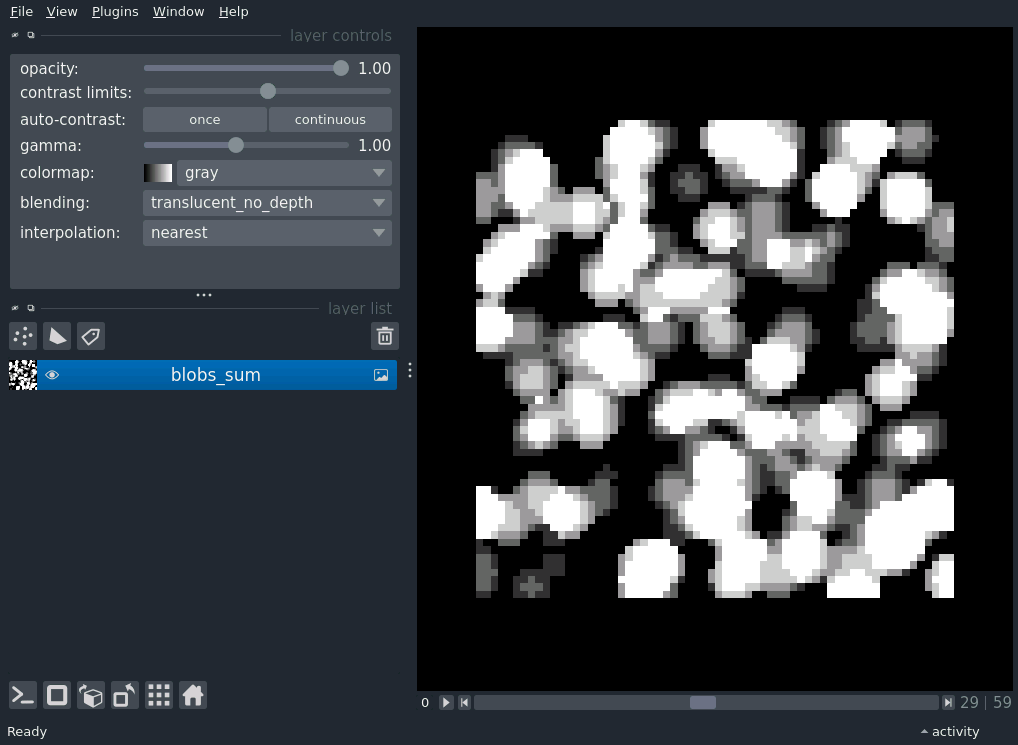 File View Plugins Window Help
layer controls
opacity: 1.00
contrast limits:
auto-contrast: once continuous
gamma: 1.00
colormap: gray
blending: translucent_no_depth
interpolation: nearest
layer list
blobs_sum
0 29 | 59
Ready activity